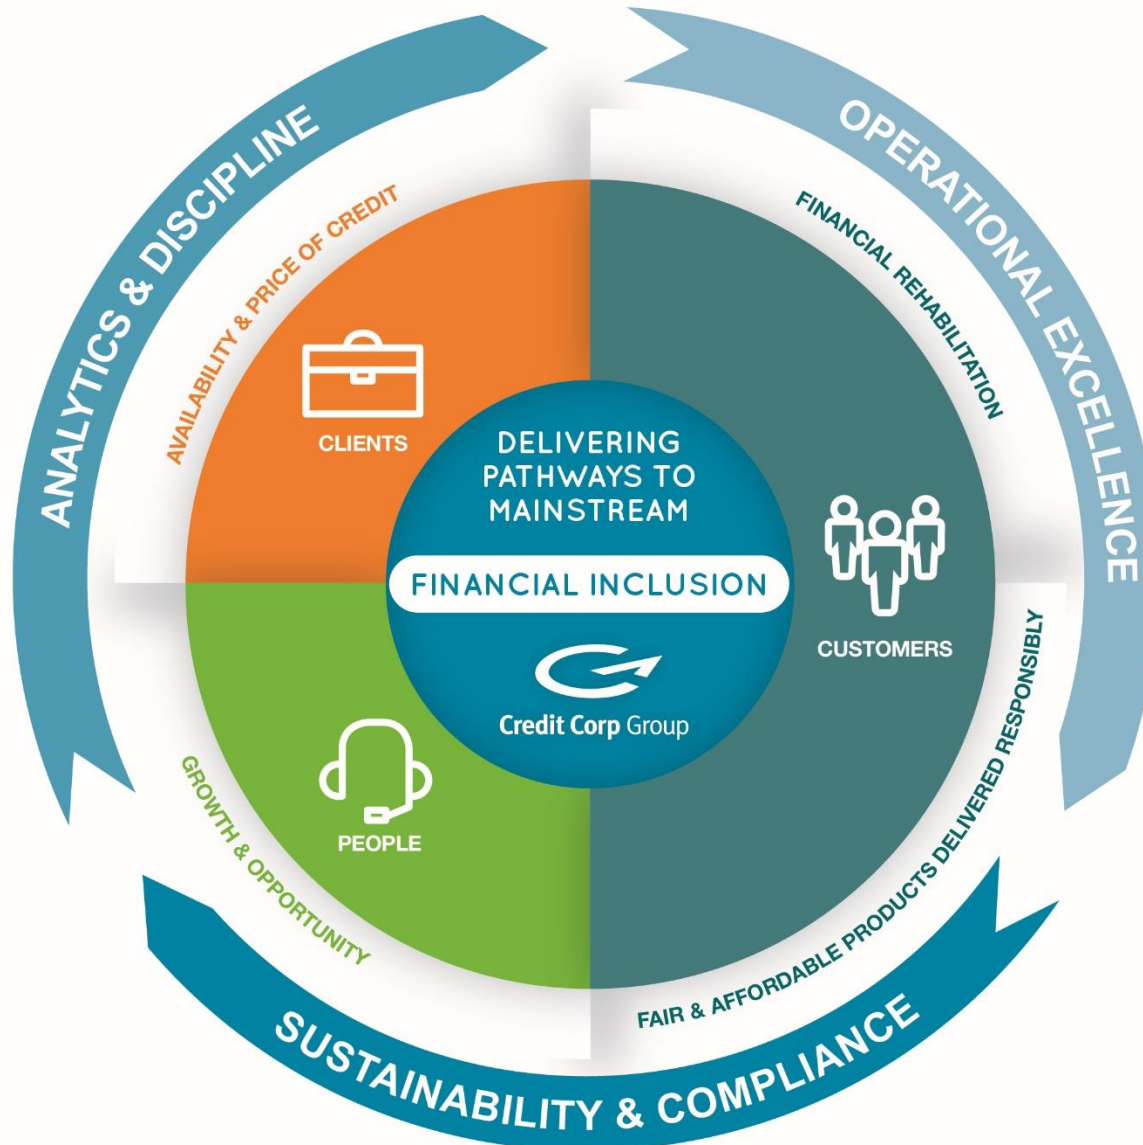 ANALYTICS & DISCIPLINE
OPERATIONAL EXCELLENCE
AVAILABILITY & PRICE OF CREDIT
FINANCIAL REHABILITATION
CLIENTS
DELIVERING
PATHWAYS TO
MAINSTREAM
FINANCIAL INCLUSION
Credit Corp Group
CUSTOMERS
PEOPLE
GROWTH & OPPORTUNITY
FAIR & AFFORDABLE PRODUCTS DELIVERED RESPONSIBLY
SUSTAINABILITY & COMPLIANCE